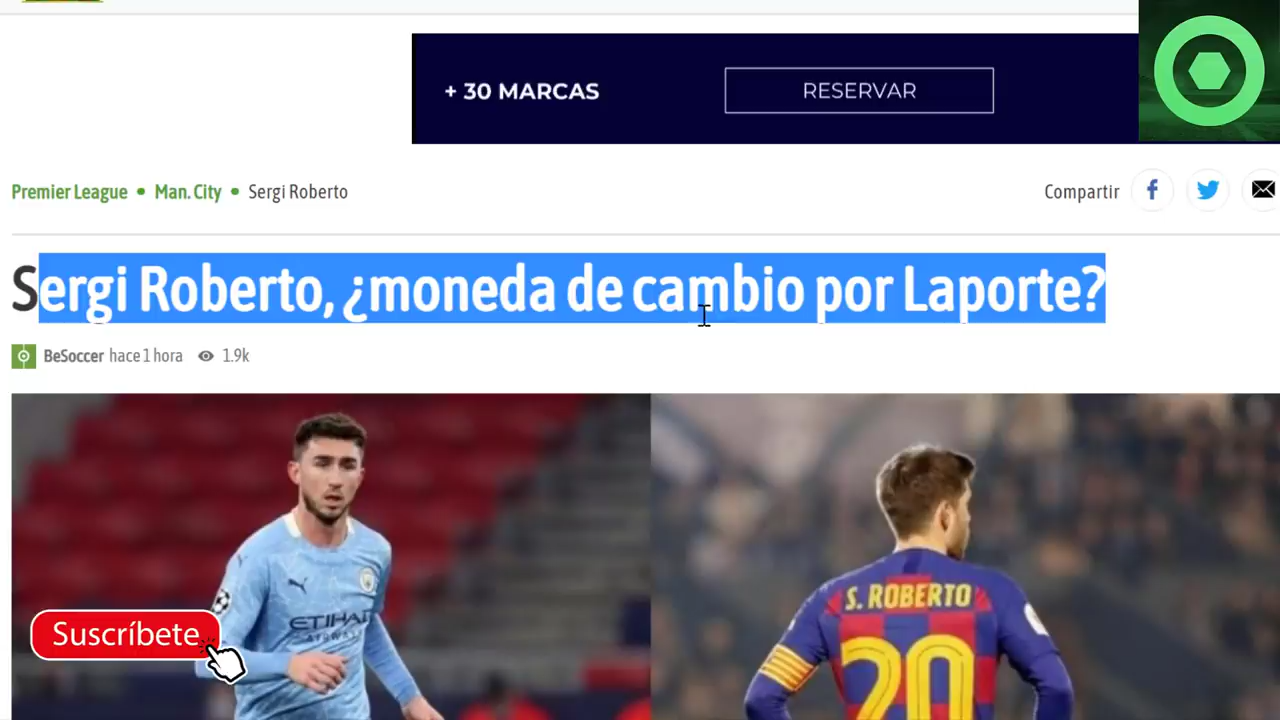 + 30 MARCAS
RESERVAR
Premier League • Man. City • Sergi Roberto
Compartir
Sergi Roberto, ¿moneda de cambio por Laporte?
BeSoccer hace 1 hora 1.9k
ETIHAD
AIRWAYS
S. ROBERTO
20
Suscríbete